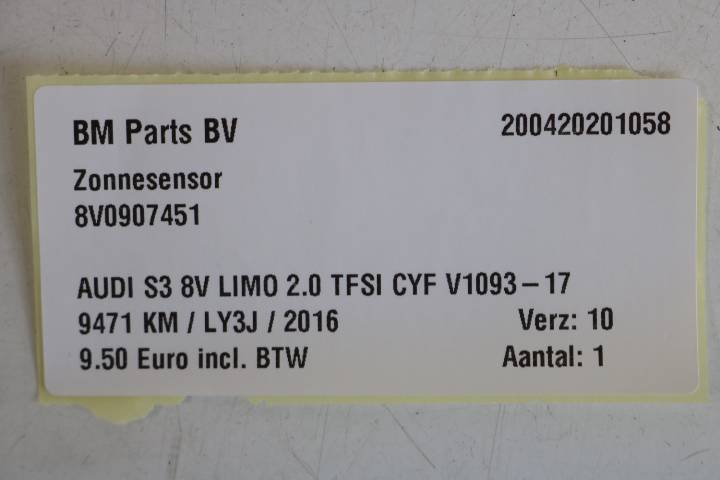 BM Parts BV 200420201058
Zonnesensor
8V0907451
AUDI S3 8V LIMO 2.0 TFSI CYF V1093-17
9471 KM / LY3J / 2016 Verz: 10
9.50 Euro incl. BTW Aantal: 1